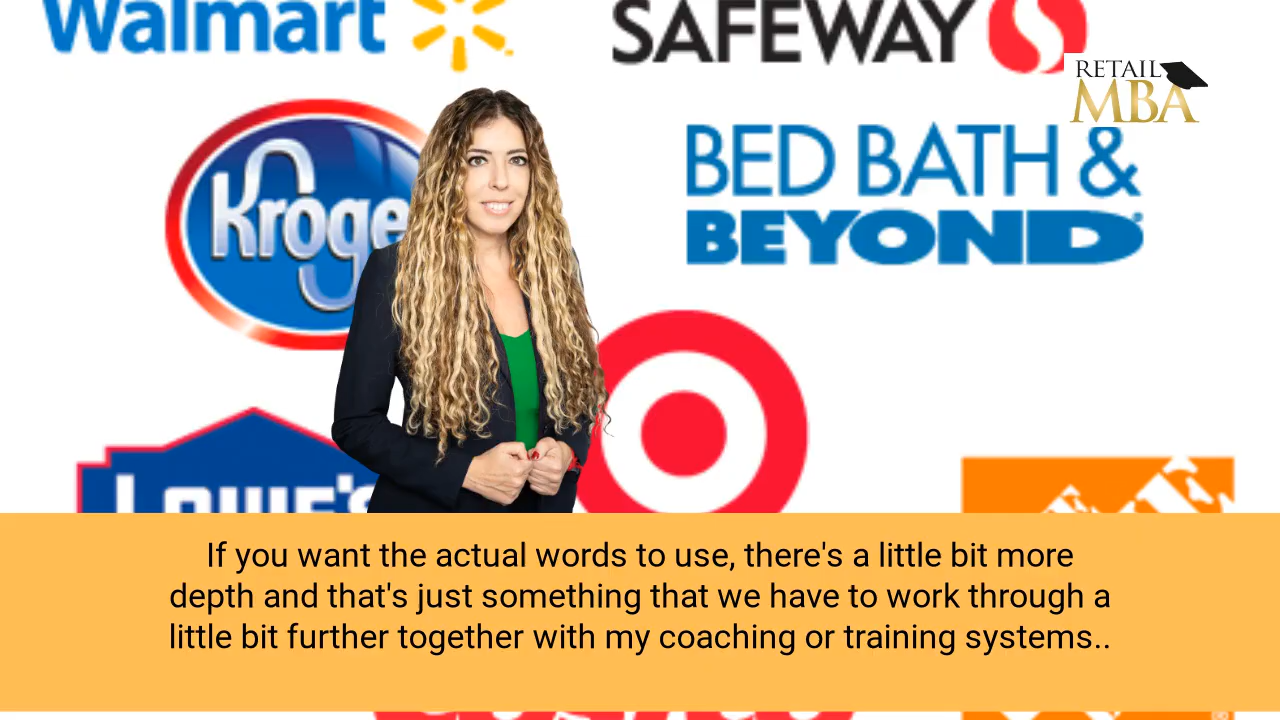 Walmart
SAFEWAY
RETAIL
MBA
Kroge
BED BATH &
BEYOND
LOWE'S
If you want the actual words to use, there's a little bit more
depth and that's just something that we have to work through a
little bit further together with my coaching or training systems..